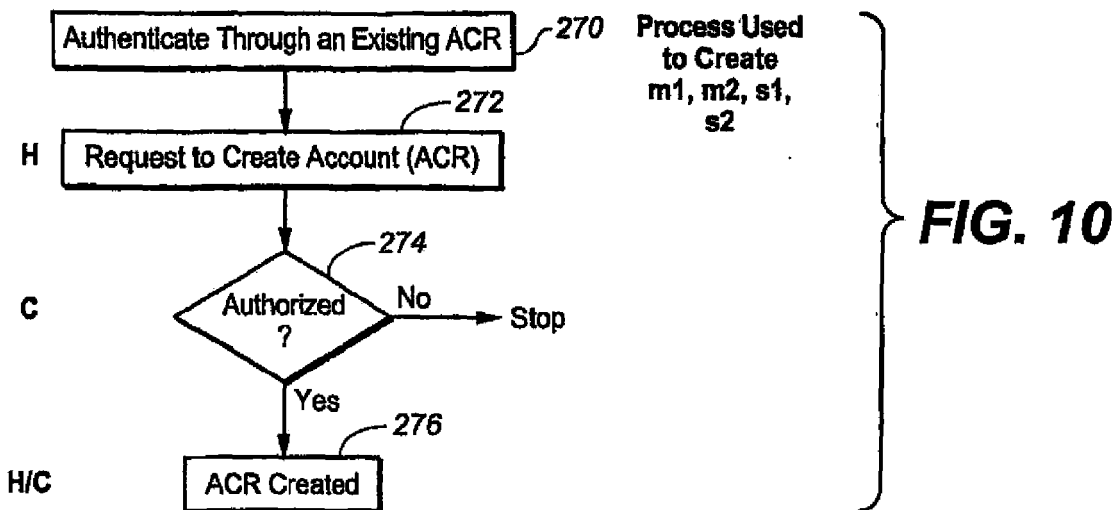 Authenticate Through an Existing ACR
270
Process Used
to Create
m1, m2, s1,
s2
272
H
Request to Create Account (ACR)
274
C
Authorized
?
No
Stop
Yes
276
H/C
ACR Created
FIG. 10